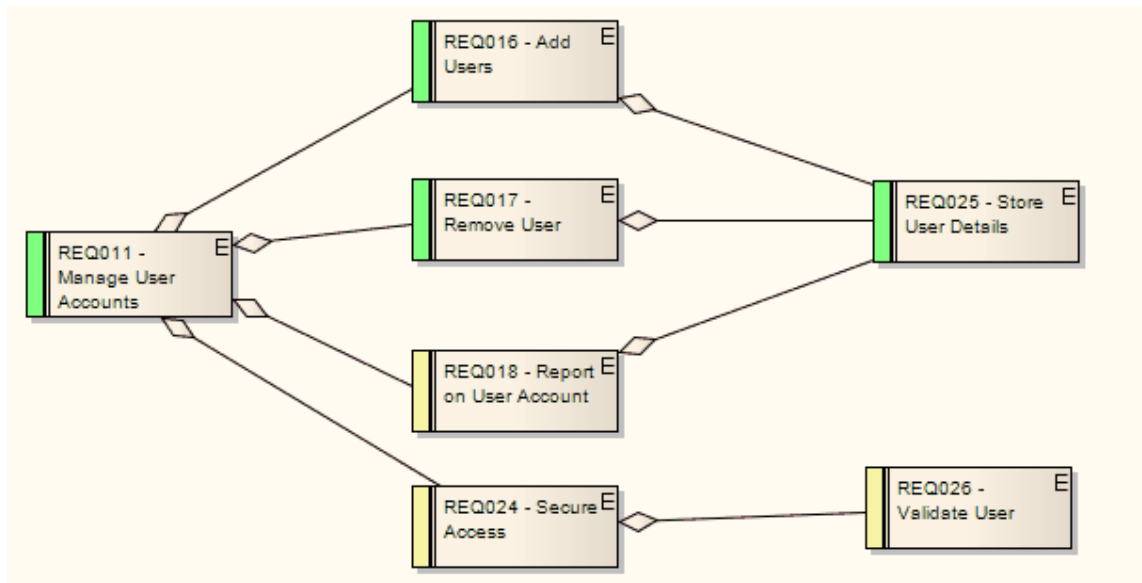 REQ016 - Add
Users
E
REQ017 -
Remove User
E
REQ025 - Store
User Details
E
REQ011 -
Manage User
Accounts
E
REQ018 - Report
on User Account
E
REQ024 - Secure
Access
E
REQ026 -
Validate User
E